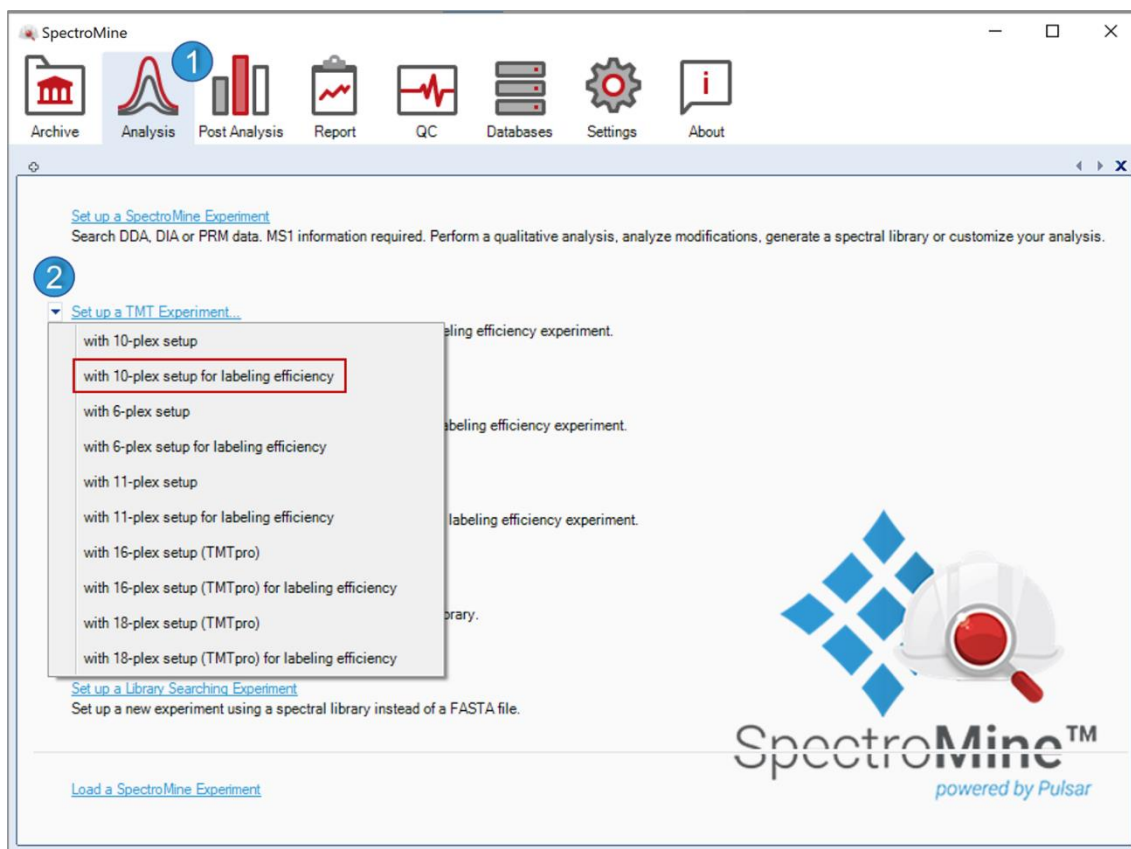 SpectroMine
1
Archive Analysis Post Analysis Report QC Databases Settings About
Set up a SpectroMine Experiment
Search DDA, DIA or PRM data. MS1 information required. Perform a qualitative analysis, analyze modifications, generate a spectral library or customize your analysis.
2
Set up a TMT Experiment...
eling efficiency experiment.
with 10-plex setup
with 10-plex setup for labeling efficiency
with 6-plex setup
abeling efficiency experiment.
with 6-plex setup for labeling efficiency
with 11-plex setup
with 11-plex setup for labeling efficiency
labeling efficiency experiment.
with 16-plex setup (TMTpro)
with 16-plex setup (TMTpro) for labeling efficiency
with 18-plex setup (TMTpro)
brary.
with 18-plex setup (TMTpro) for labeling efficiency
Set up a Library Searching Experiment
Set up a new experiment using a spectral library instead of a FASTA file.
SpectroMine™
powered by Pulsar
Load a SpectroMine Experiment